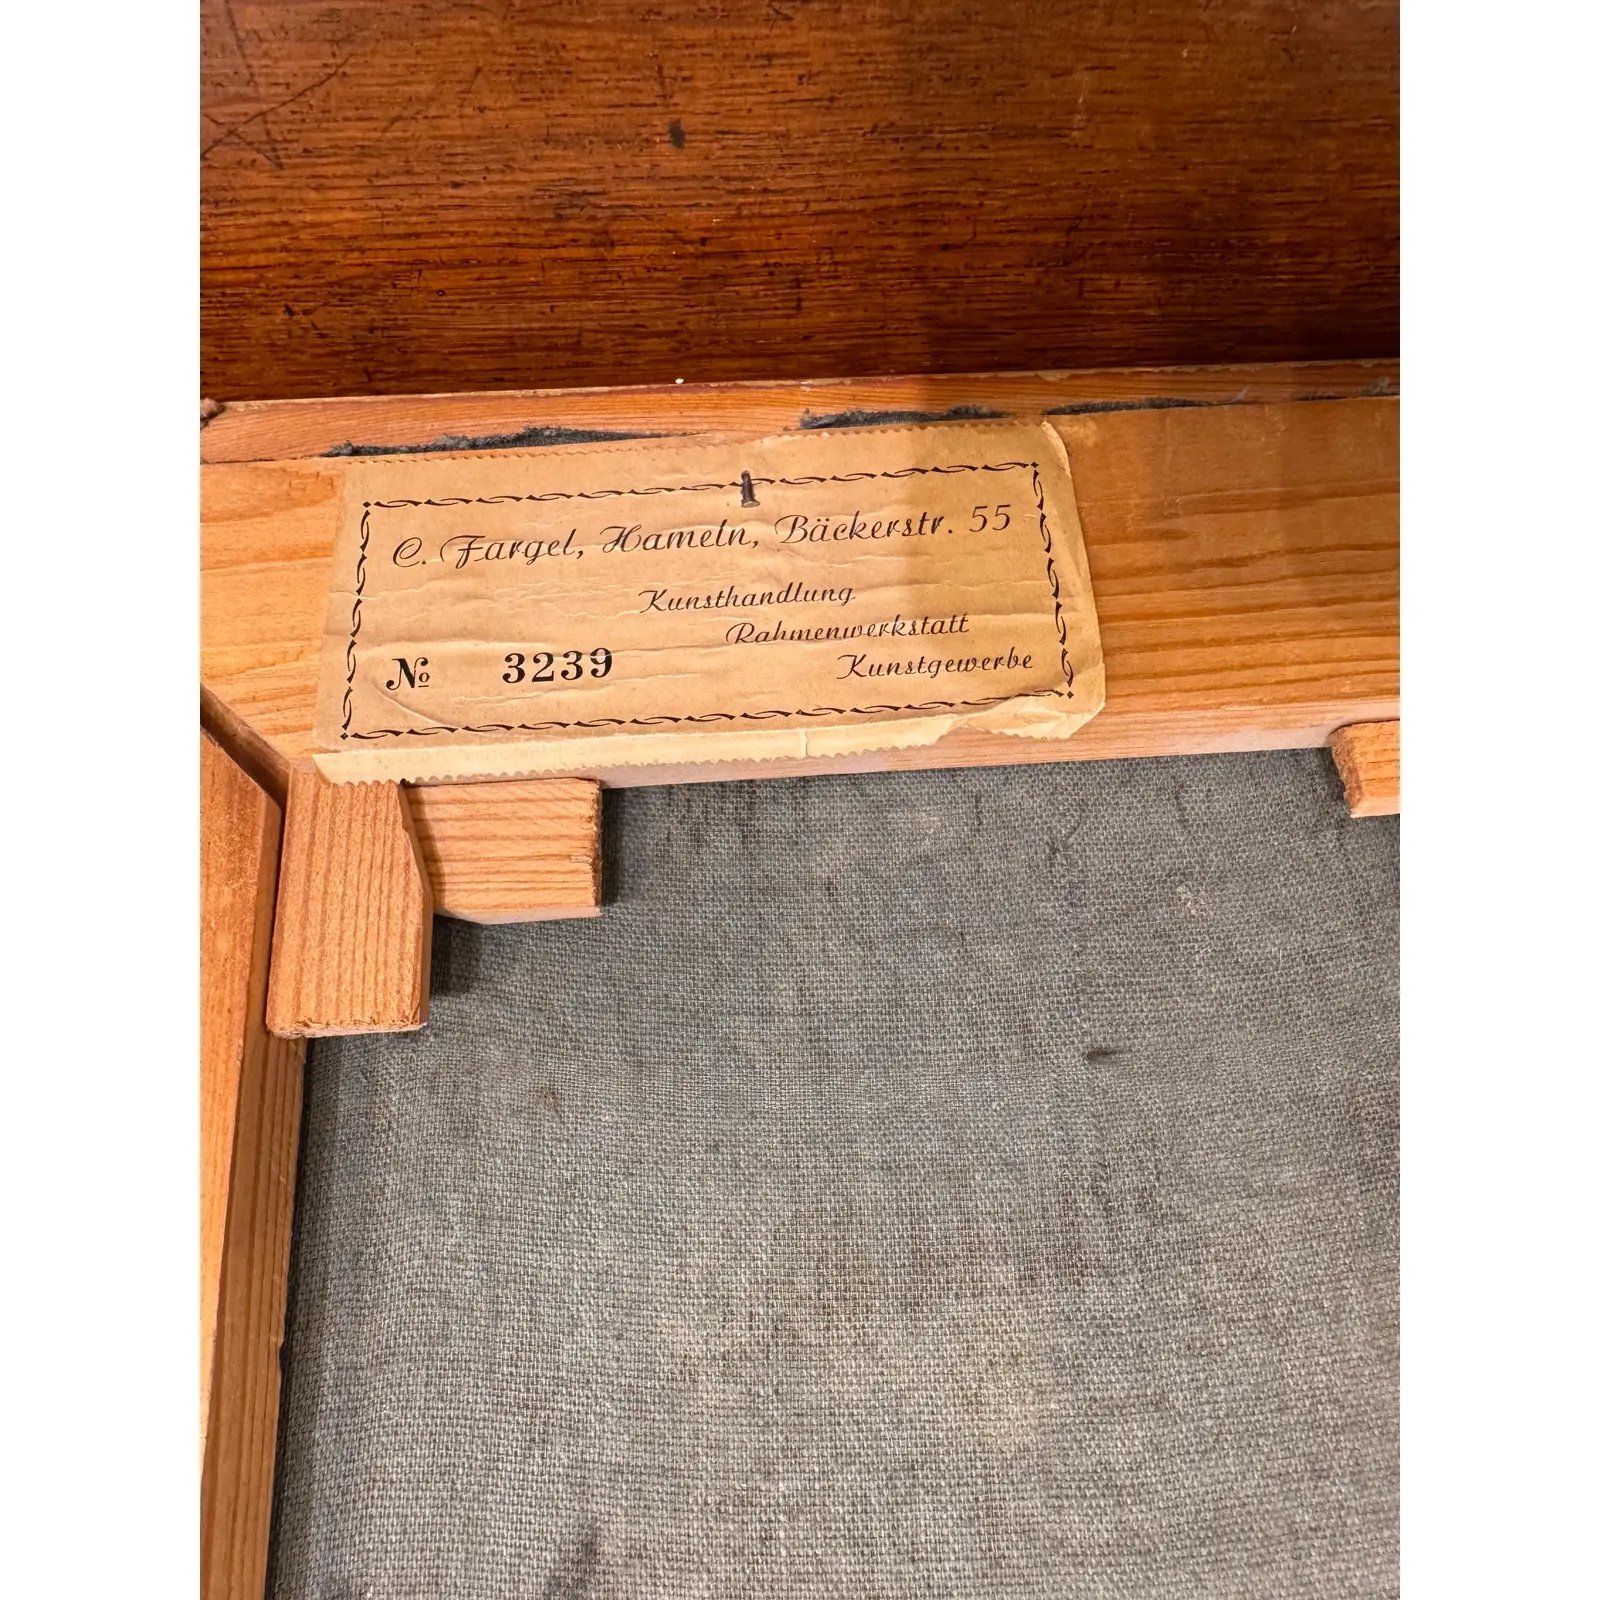 C. Fargel, Hameln, Bäckerstr. 55
Kunsthandlung
Rahmenwerkstatt
Kunstgewerbe
№ 3239